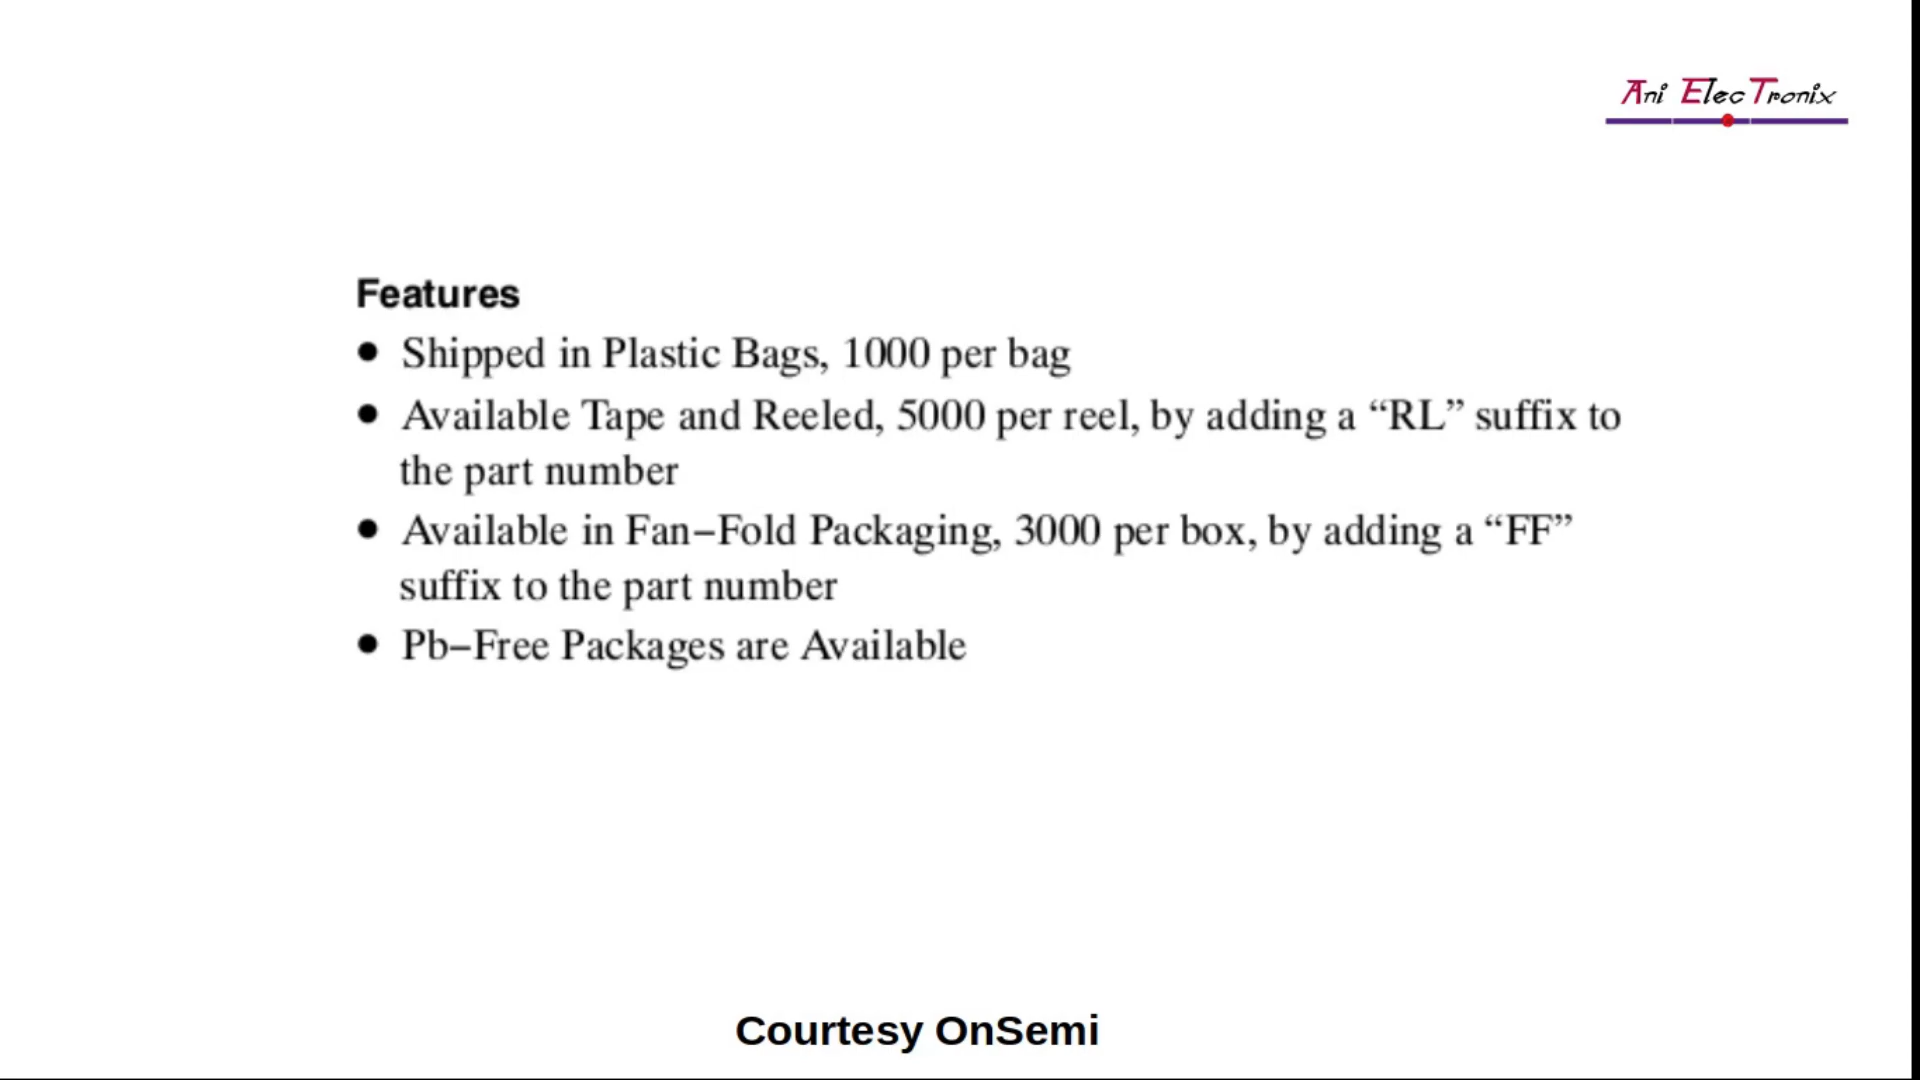 Ani ElecTronix
Features
● Shipped in Plastic Bags, 1000 per bag
● Available Tape and Reeled, 5000 per reel, by adding a “RL” suffix to
the part number
● Available in Fan−Fold Packaging, 3000 per box, by adding a “FF”
suffix to the part number
● Pb−Free Packages are Available
Courtesy OnSemi